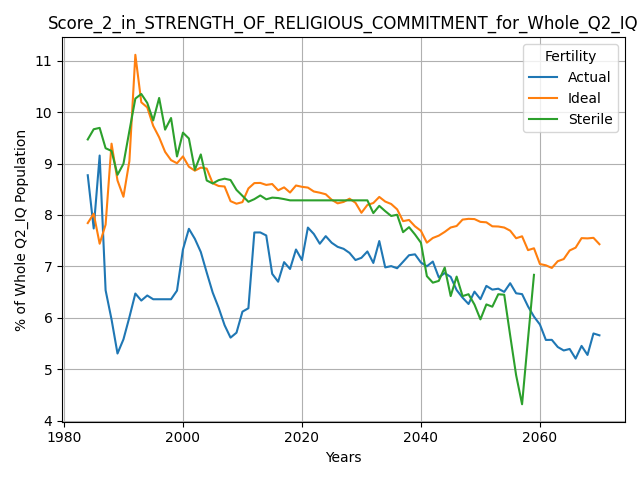 Score_2_in_STRENGTH_OF_RELIGIOUS_COMMITMENT_for_Whole_Q2_IQ
Fertility
Actual
Ideal
Sterile
% of Whole Q2_IQ Population
11
10
9
8
7
6
5
4
1980
2000
2020
2040
2060
Years